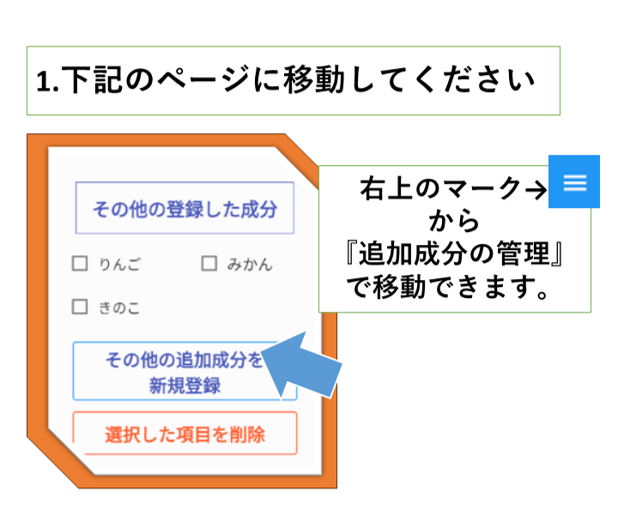 1.下記のページに移動してください
右上のマーク→
から
『追加成分の管理』
で移動できます。
その他の登録した成分
りんご
みかん
きのこ
その他の追加成分を
新規登録
選択した項目を削除